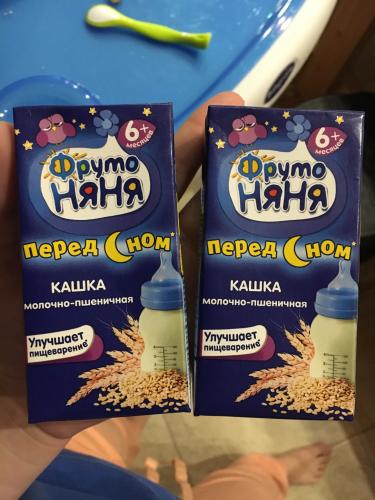 6+
месяцев
Фруто
НЯНЯ
перед Сном*
КАШКА
молочно-пшеничная
Улучшает
пищеварение*
6+
месяцев
Фруто
НЯНЯ
перед Сном*
КАШКА
молочно-пшеничная
Улучшает
пищеварение*